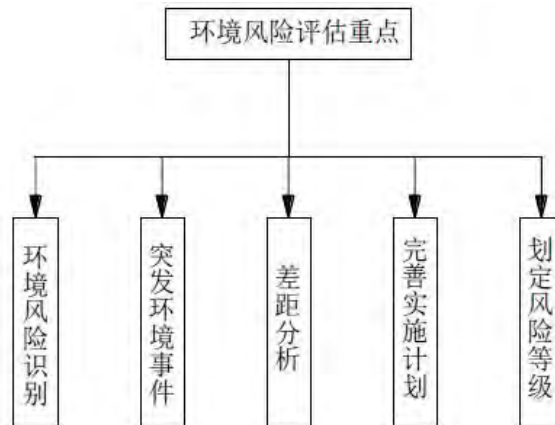 环境风险评估重点
环境风险识别
突发环境事件
差距分析
完善实施计划
划定风险等级